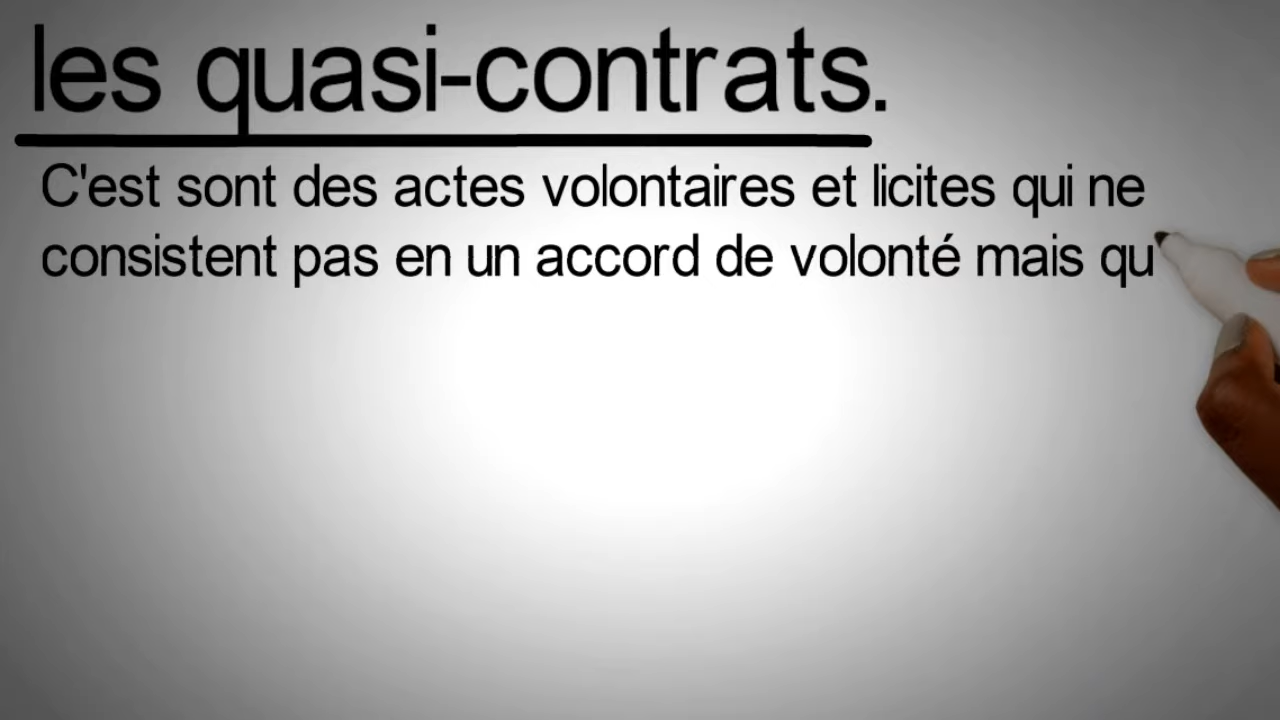 les quasi-contrats.
C'est sont des actes volontaires et licites qui ne
consistent pas en un accord de volonté mais qu